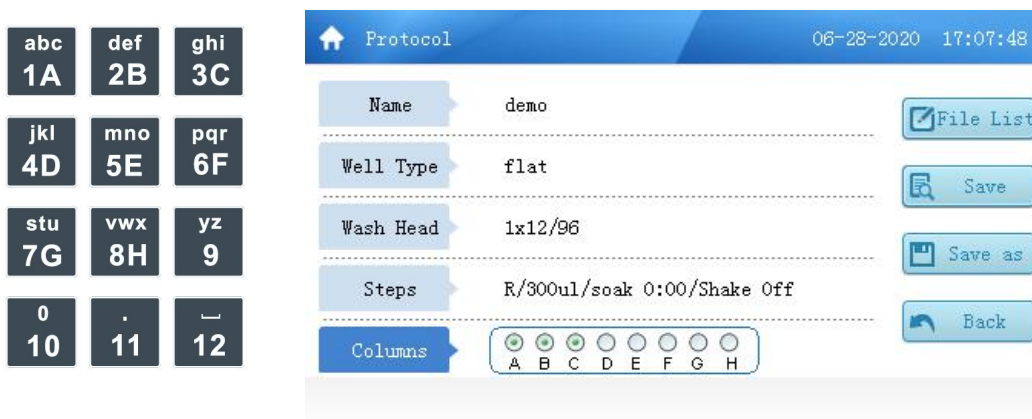 abc def ghi
1A 2B 3C
jkl mno pqr
4D 5E 6F
stu vwx yz
7G 8H 9
0 . ⎵
10 11 12
Protocol 06-28-2020 17:07:48
Name demo
File List
Well Type flat
Save
Wash Head 1x12/96
Save as
Steps R/300ul/soak 0:00/Shake Off
Back
Columns
A B C D E F G H